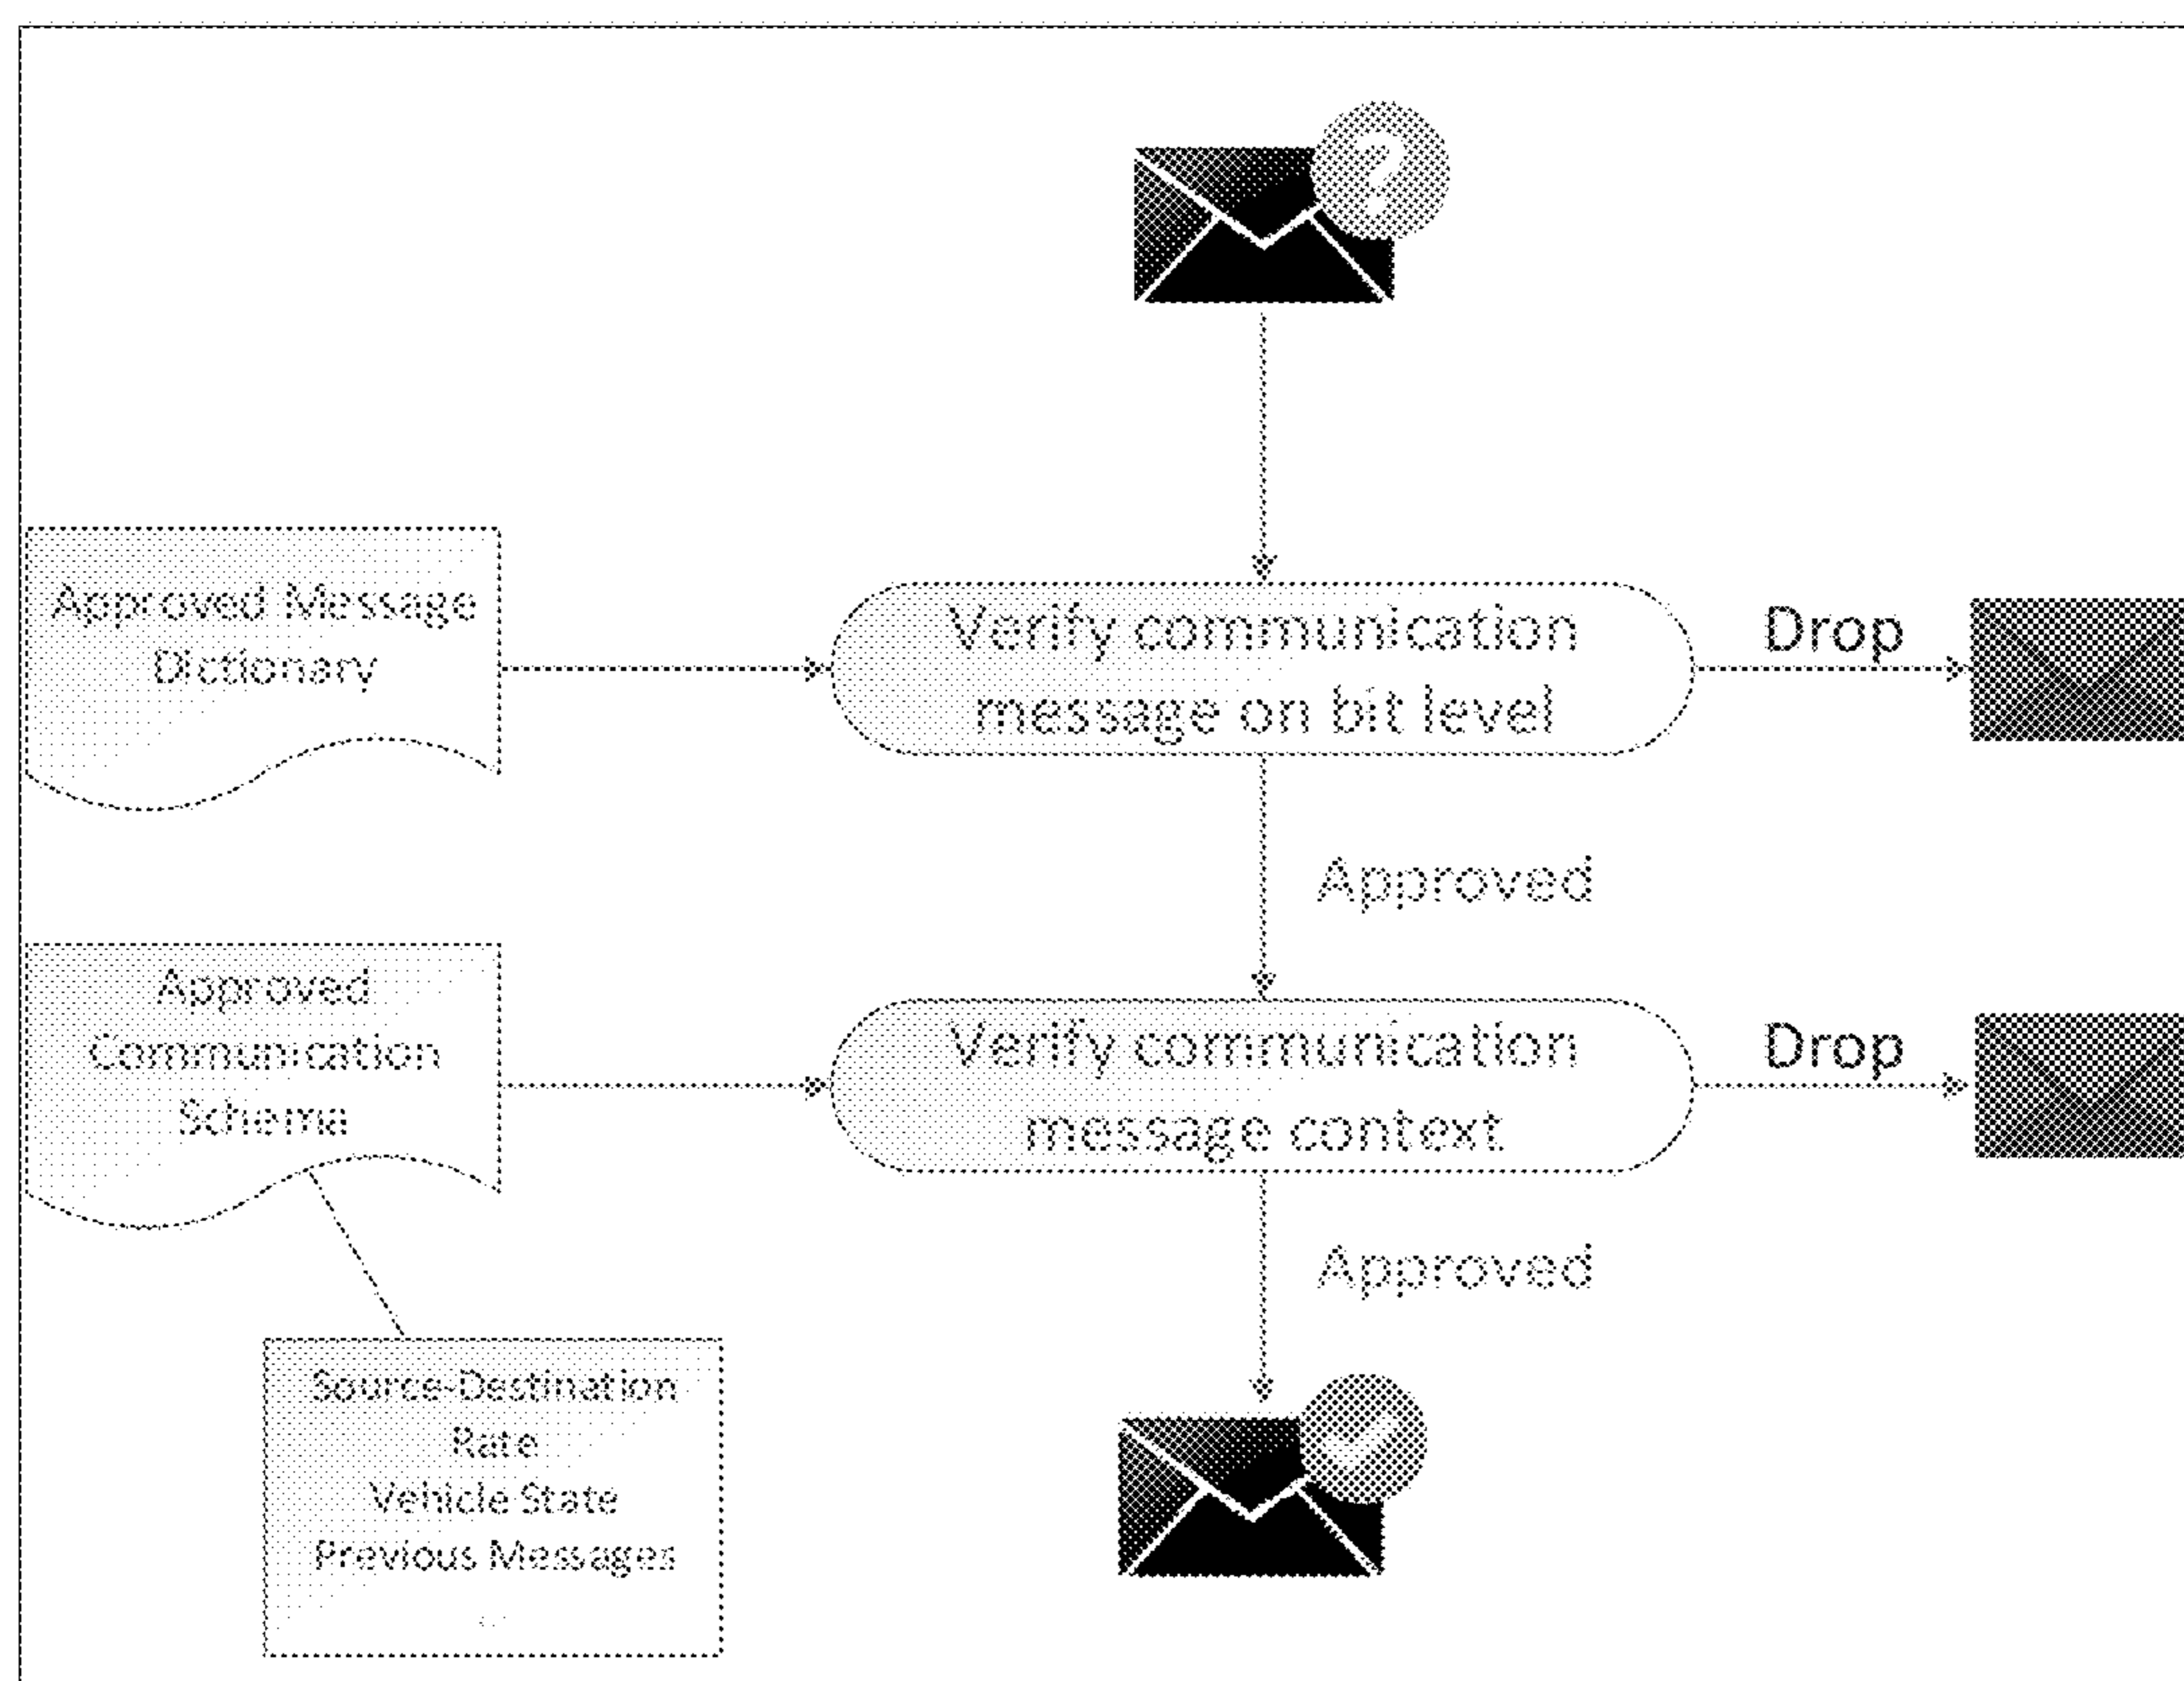 ?
Approved Message
Dictionary
Verify communication
message on bit level
Drop
Approved
Approved
Communication
Schema
Verify communication
message context
Drop
Approved
Source-Destination
Rate
Vehicle State
Previous Messages
...